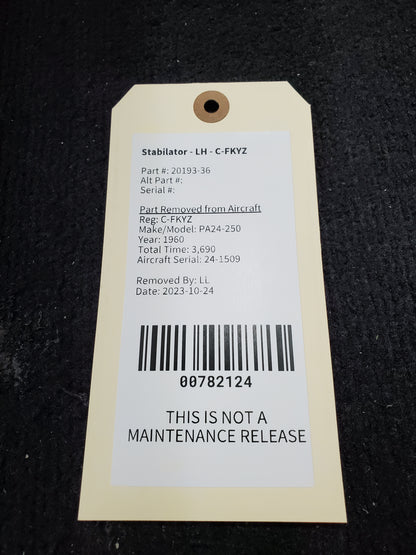 Stabilator - LH - C-FKYZ
Part #: 20193-36
Alt Part #:
Serial #:
Part Removed from Aircraft
Reg: C-FKYZ
Make/Model: PA24-250
Year: 1960
Total Time: 3,690
Aircraft Serial: 24-1509
Removed By: LL
Date: 2023-10-24
00782124
THIS IS NOT A
MAINTENANCE RELEASE